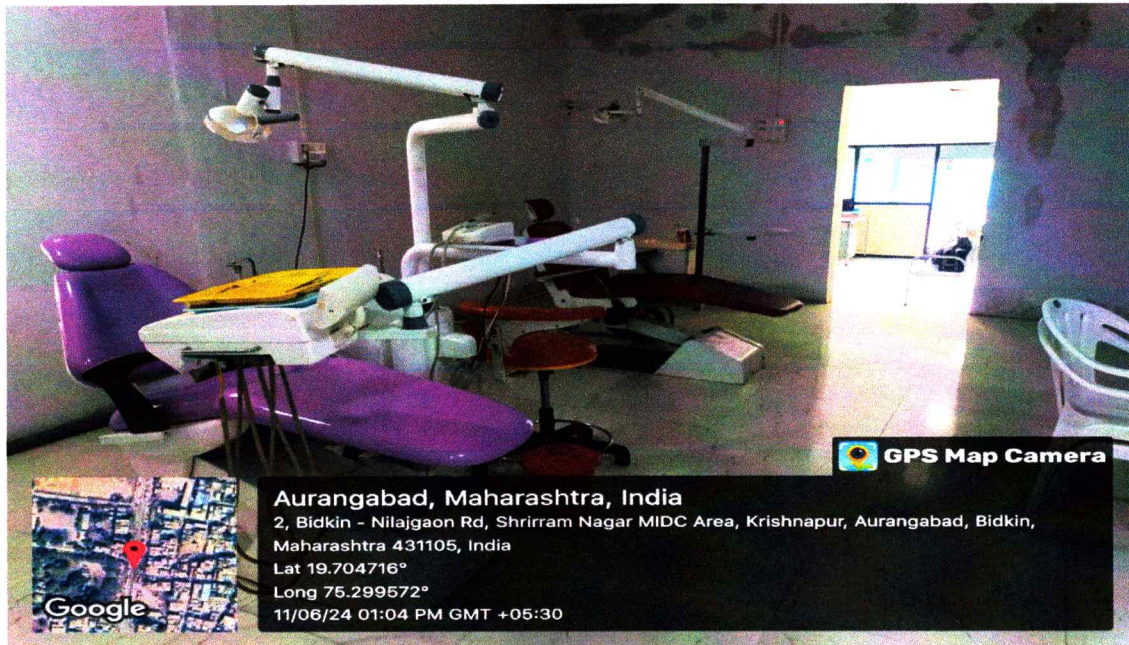 GPS Map Camera
Aurangabad, Maharashtra, India
2, Bidkin - Nilajgaon Rd, Shrirram Nagar MIDC Area, Krishnapur, Aurangabad, Bidkin,
Maharashtra 431105, India
Lat 19.704716°
Long 75.299572°
11/06/24 01:04 PM GMT +05:30
Google